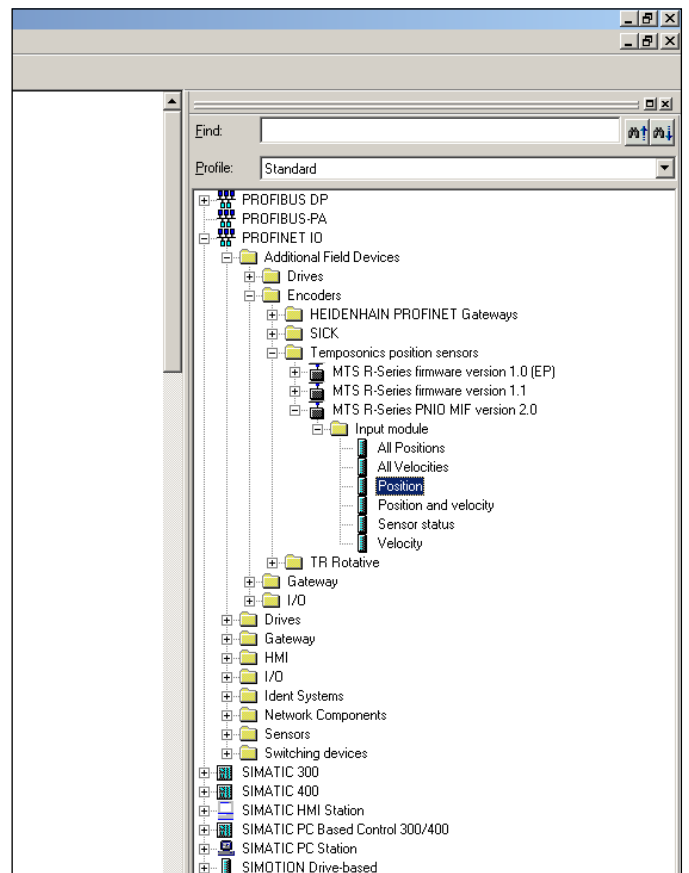 Find:
Profile: Standard
PROFIBUS DP
PROFIBUS-PA
PROFINET IO
Additional Field Devices
Drives
Encoders
HEIDENHAIN PROFINET Gateways
SICK
Temposonics position sensors
MTS R-Series firmware version 1.0 (EP)
MTS R-Series firmware version 1.1
MTS R-Series PNIO MIF version 2.0
Input module
All Positions
All Velocities
Position
Position and velocity
Sensor status
Velocity
TR Rotative
Gateway
I/O
Drives
Gateway
HMI
I/O
Ident Systems
Network Components
Sensors
Switching devices
SIMATIC 300
SIMATIC 400
SIMATIC HMI Station
SIMATIC PC Based Control 300/400
SIMATIC PC Station
SIMOTION Drive-based